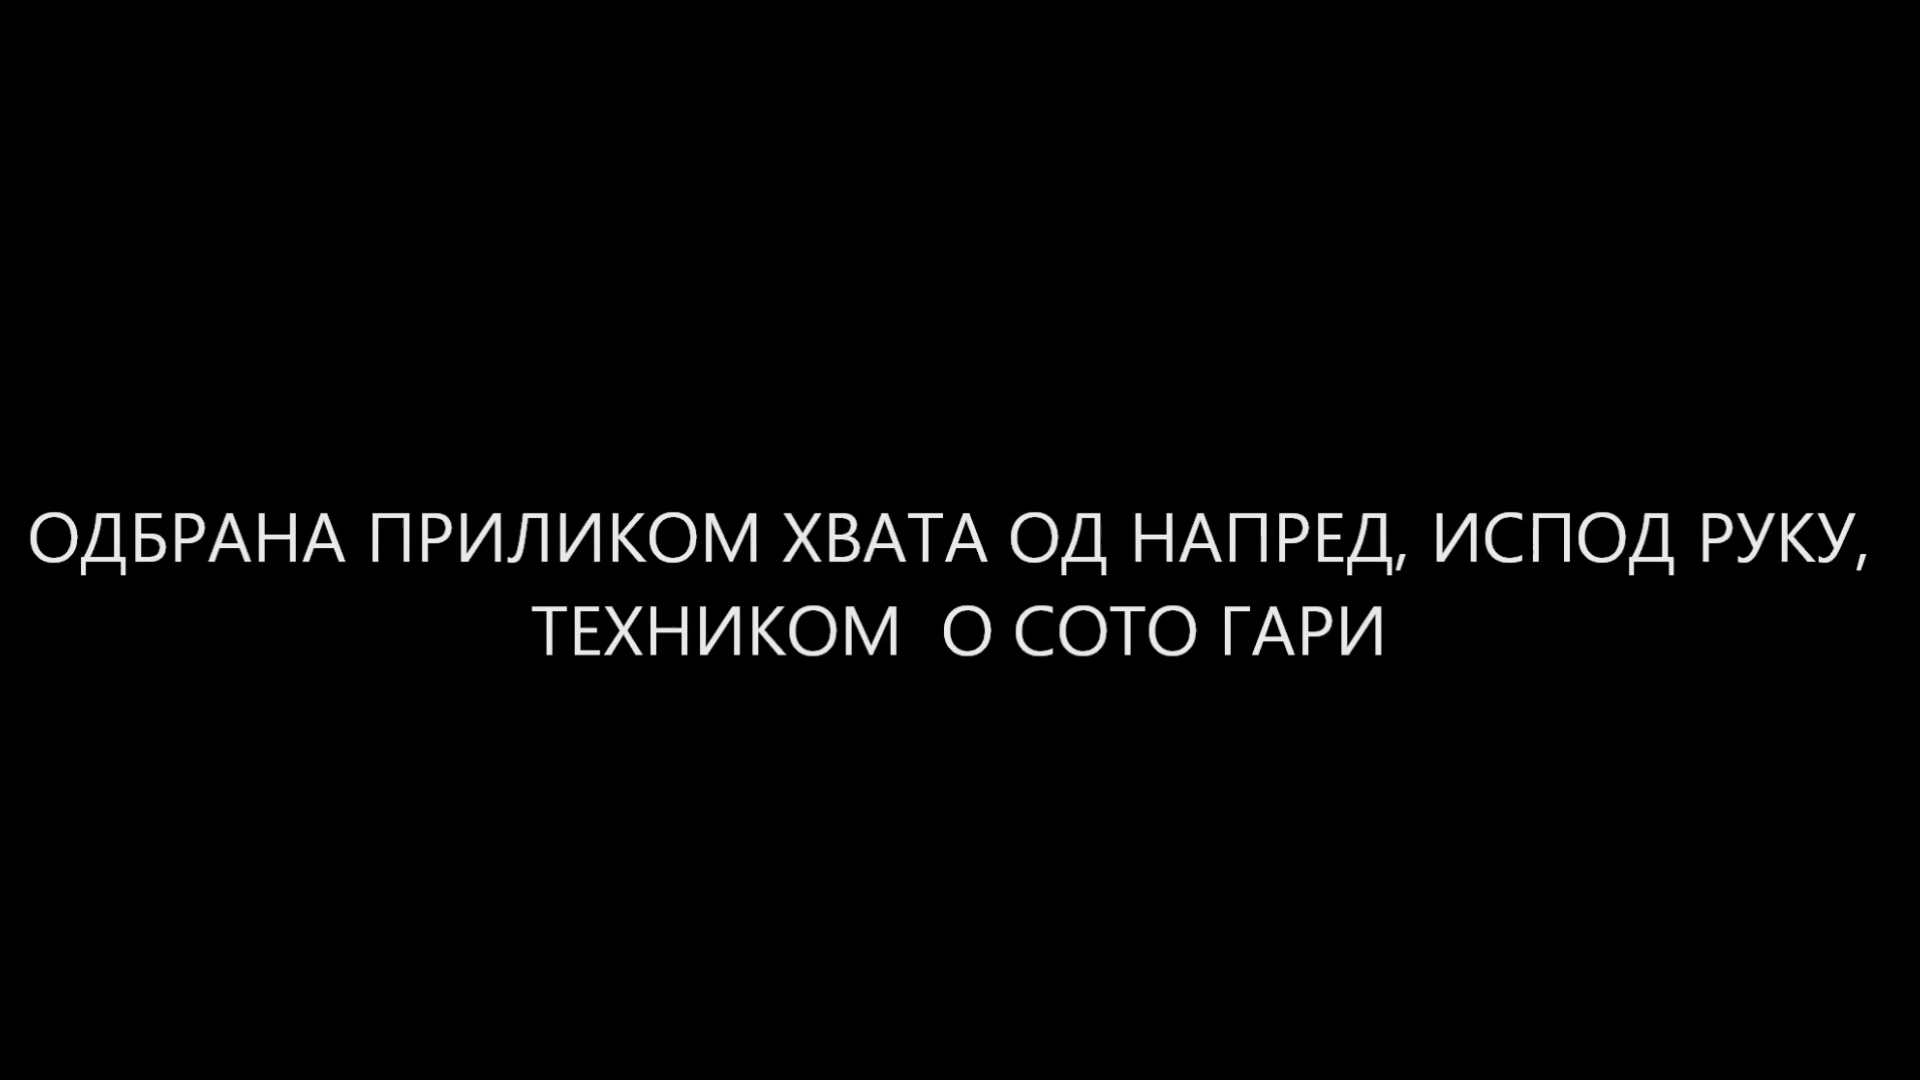 ОДБРАНА ПРИЛИКОМ ХВАТА ОД НАПРЕД, ИСПОД РУКУ,
ТЕХНИКОМ  О СОТО ГАРИ